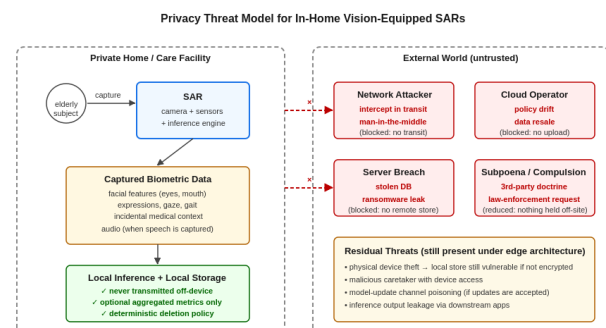 Privacy Threat Model for In-Home Vision-Equipped SARs
Private Home / Care Facility
elderly
subject
capture
SAR
camera + sensors
+ inference engine
Captured Biometric Data
facial features (eyes, mouth)
expressions, gaze, gait
incidental medical context
audio (when speech is captured)
Local Inference + Local Storage
✓ never transmitted off-device
✓ optional aggregated metrics only
✓ deterministic deletion policy
External World (untrusted)
×
Network Attacker
intercept in transit
man-in-the-middle
(blocked: no transit)
Cloud Operator
policy drift
data resale
(blocked: no upload)
×
Server Breach
stolen DB
ransomware leak
(blocked: no remote store)
Subpoena / Compulsion
3rd-party doctrine
law-enforcement request
(reduced: nothing held off-site)
Residual Threats (still present under edge architecture)
• physical device theft → local store still vulnerable if not encrypted
• malicious caretaker with device access
• model-update channel poisoning (if updates are accepted)
• inference output leakage via downstream apps